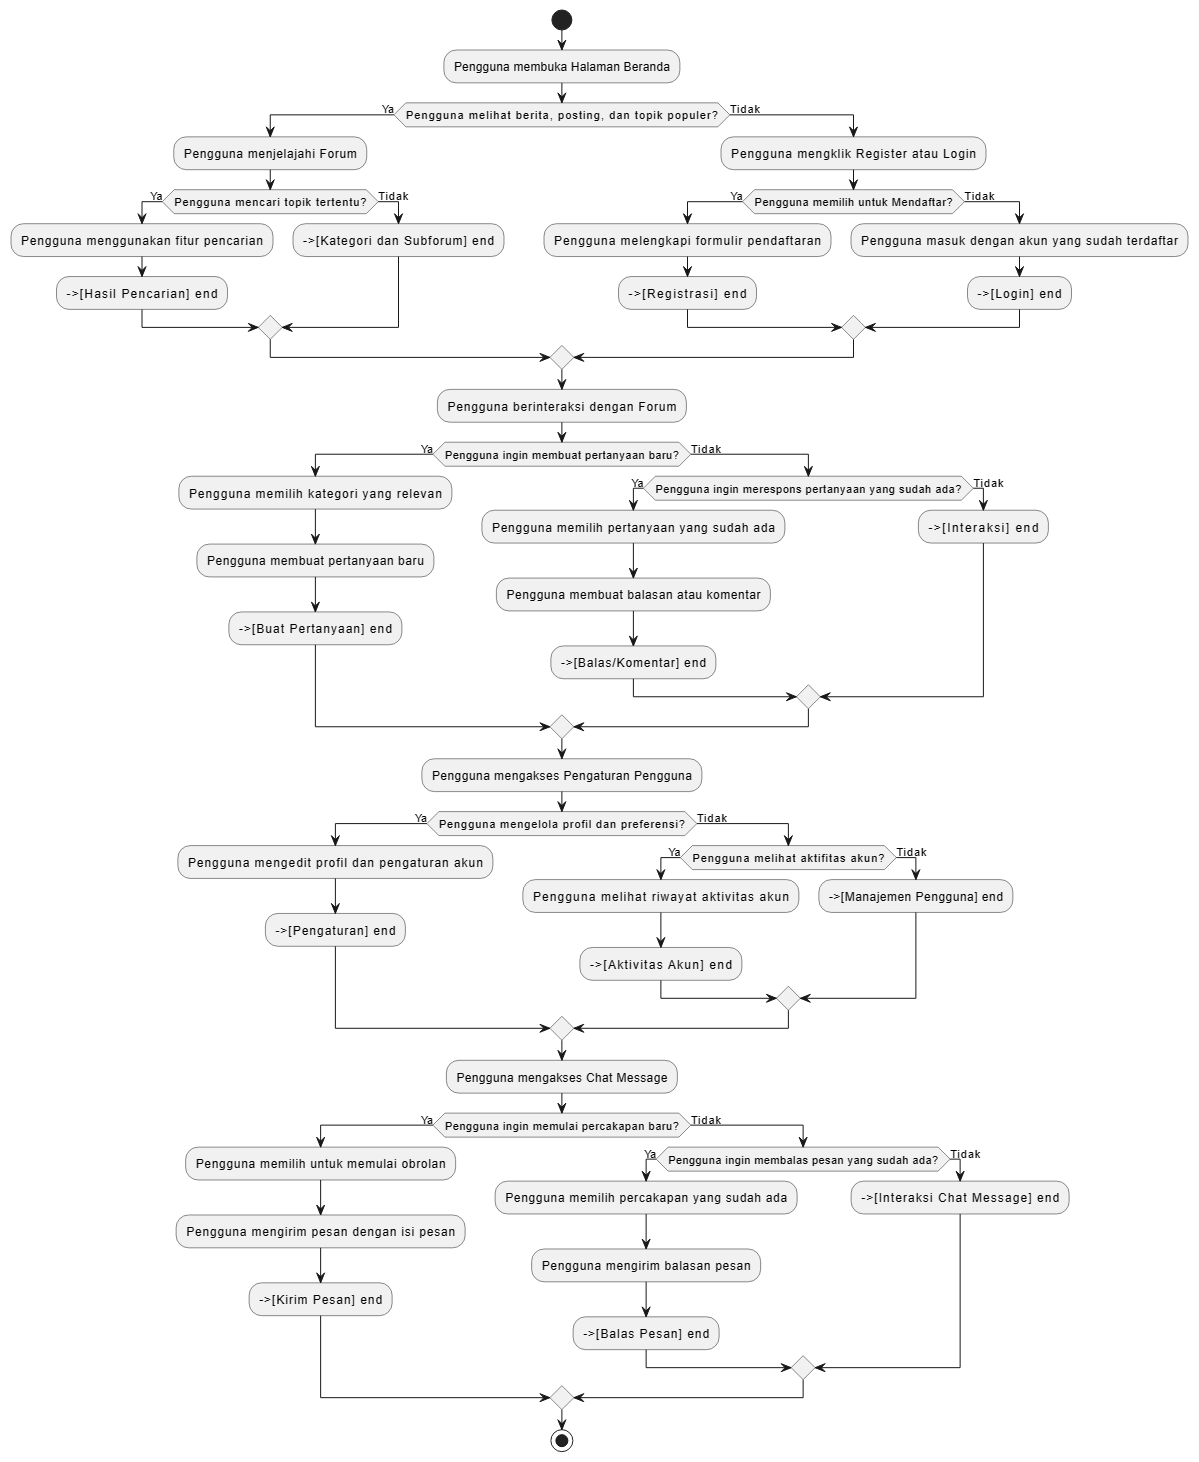 Pengguna membuka Halaman Beranda
Ya
Pengguna melihat berita, posting, dan topik populer?
Tidak
Pengguna menjelajahi Forum
Pengguna mengklik Register atau Login
Ya
Pengguna mencari topik tertentu?
Tidak
Ya
Pengguna memilih untuk Mendaftar?
Tidak
Pengguna menggunakan fitur pencarian
->[Kategori dan Subforum] end
Pengguna melengkapi formulir pendaftaran
Pengguna masuk dengan akun yang sudah terdaftar
->[Hasil Pencarian] end
->[Registrasi] end
->[Login] end
Pengguna berinteraksi dengan Forum
Ya
Pengguna ingin membuat pertanyaan baru?
Tidak
Pengguna memilih kategori yang relevan
Ya
Pengguna ingin merespons pertanyaan yang sudah ada?
Tidak
Pengguna memilih pertanyaan yang sudah ada
->[Interaksi] end
Pengguna membuat pertanyaan baru
Pengguna membuat balasan atau komentar
->[Buat Pertanyaan] end
->[Balas/Komentar] end
Pengguna mengakses Pengaturan Pengguna
Ya
Pengguna mengelola profil dan preferensi?
Tidak
Pengguna mengedit profil dan pengaturan akun
Ya
Pengguna melihat aktifitas akun?
Tidak
Pengguna melihat riwayat aktivitas akun
->[Manajemen Pengguna] end
->[Pengaturan] end
->[Aktivitas Akun] end
Pengguna mengakses Chat Message
Ya
Pengguna ingin memulai percakapan baru?
Tidak
Pengguna memilih untuk memulai obrolan
Ya
Pengguna ingin membalas pesan yang sudah ada?
Tidak
Pengguna memilih percakapan yang sudah ada
->[Interaksi Chat Message] end
Pengguna mengirim pesan dengan isi pesan
Pengguna mengirim balasan pesan
->[Kirim Pesan] end
->[Balas Pesan] end